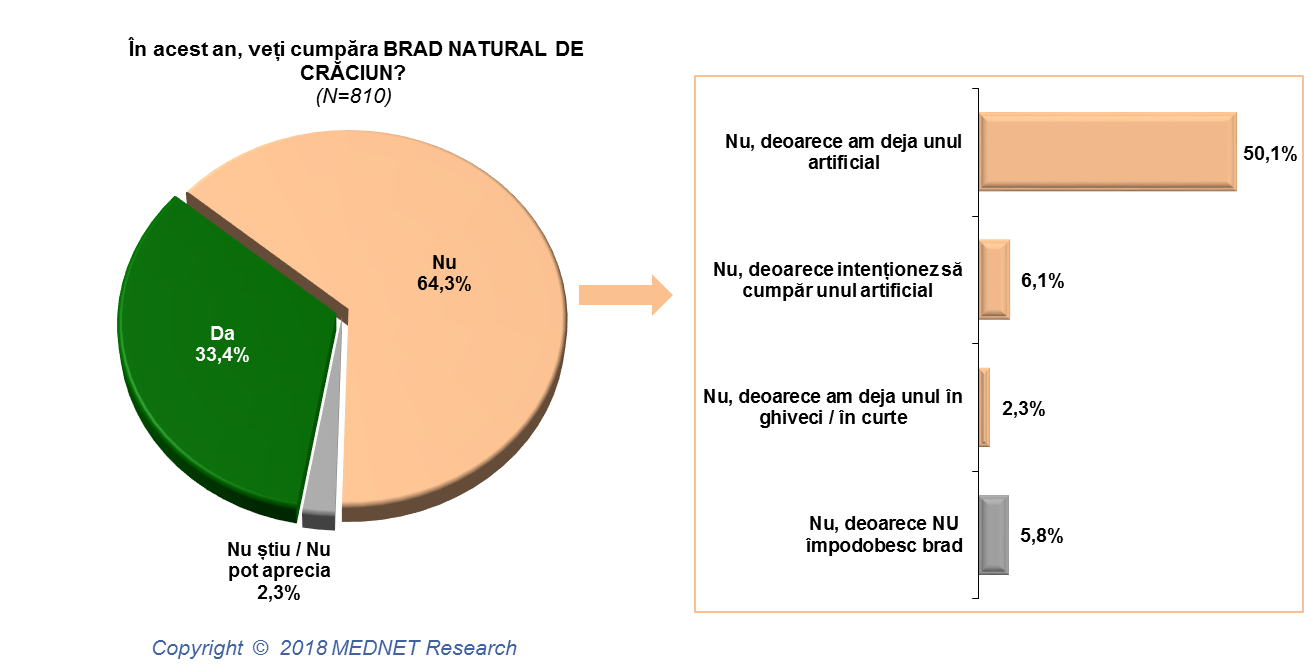 În acest an, veți cumpăra BRAD NATURAL DE
CRĂCIUN?
(N=810)
Nu
64,3%
Da
33,4%
Nu știu / Nu
pot aprecia
2,3%
Nu, deoarece am deja unul
artificial
50,1%
Nu, deoarece intenționez să
cumpăr unul artificial
6,1%
Nu, deoarece am deja unul în
ghiveci / în curte
2,3%
Nu, deoarece NU
împodobesc brad
5,8%
Copyright © 2018 MEDNET Research